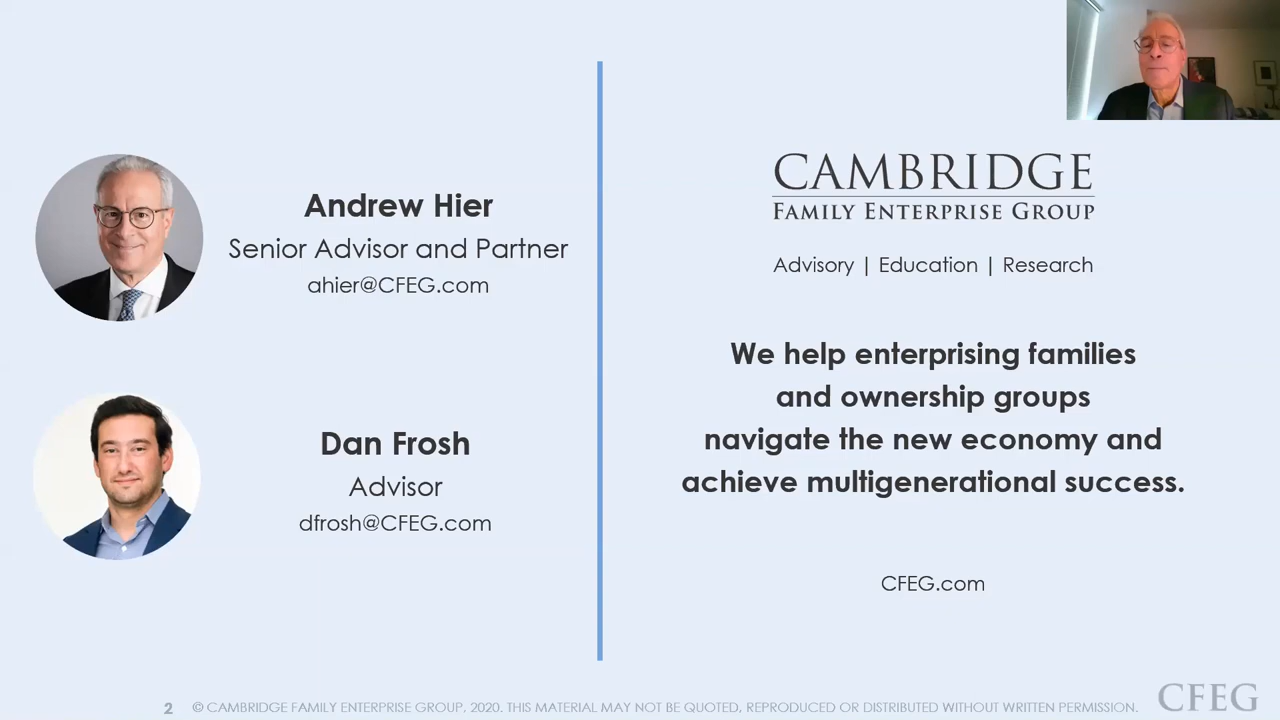 Andrew Hier
Senior Advisor and Partner
ahier@CFEG.com
Dan Frosh
Advisor
dfrosh@CFEG.com
CAMBRIDGE
FAMILY ENTERPRISE GROUP
Advisory | Education | Research
We help enterprising families
and ownership groups
navigate the new economy and
achieve multigenerational success.
CFEG.com
2 © CAMBRIDGE FAMILY ENTERPRISE GROUP, 2020. THIS MATERIAL MAY NOT BE QUOTED, REPRODUCED OR DISTRIBUTED WITHOUT WRITTEN PERMISSION.
CFEG